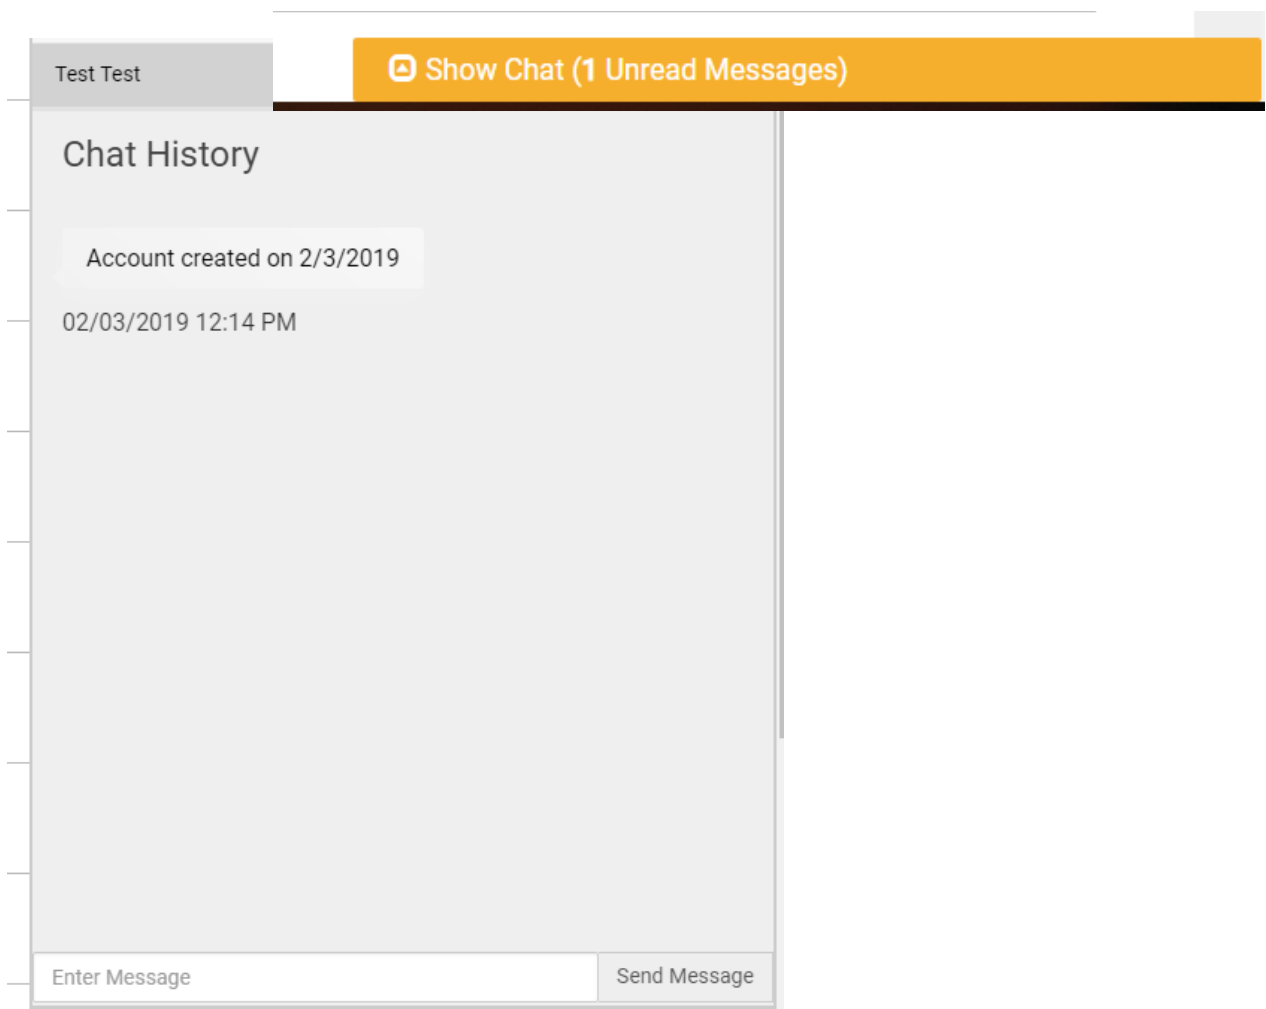 Test Test
Show Chat (1 Unread Messages)
Chat History
Account created on 2/3/2019
02/03/2019 12:14 PM
Enter Message
Send Message